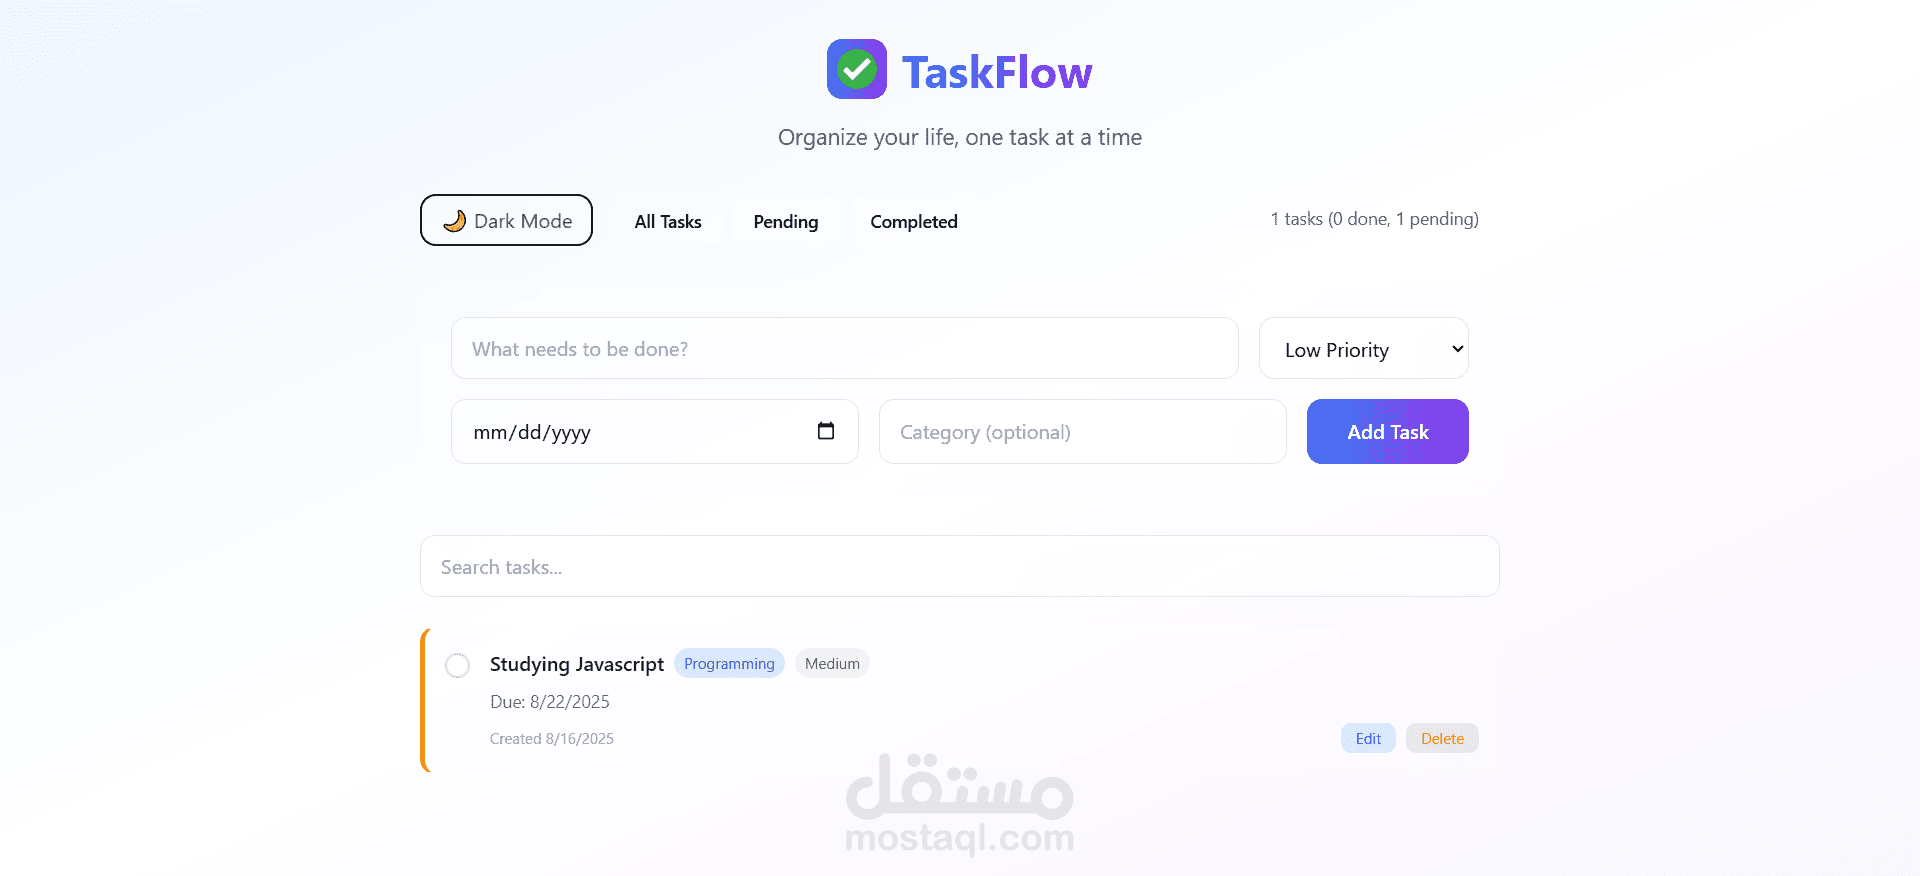 TaskFlow
Organize your life, one task at a time
Dark Mode All Tasks Pending Completed 1 tasks (0 done, 1 pending)
What needs to be done? Low Priority
mm/dd/yyyy Category (optional) Add Task
Search tasks...
Studying Javascript Programming Medium
Due: 8/22/2025
Created 8/16/2025 Edit Delete
مستقل
mostaql.com